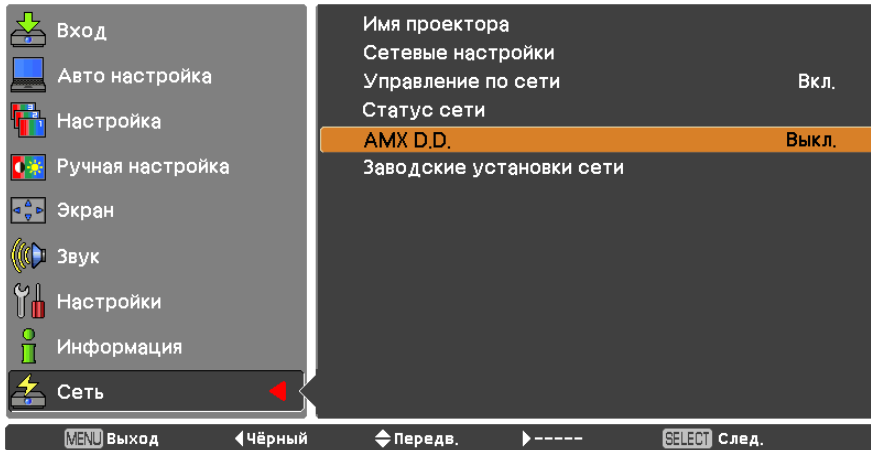 Вход
Авто настройка
Настройка
Ручная настройка
Экран
Звук
Настройки
Информация
Сеть
Имя проектора
Сетевые настройки
Управление по сети Вкл.
Статус сети
AMX D.D. Выкл.
Заводские установки сети
MENU Выход Чёрный Передв. ----- SELECT След.